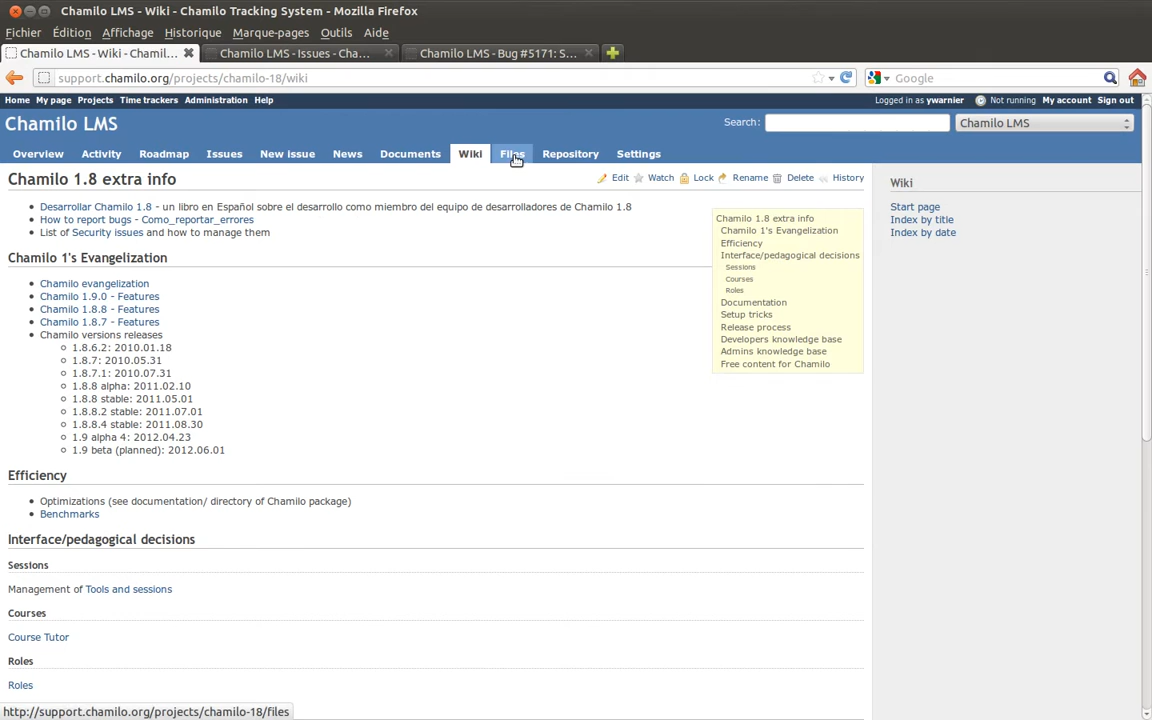 Chamilo LMS - Wiki - Chamilo Tracking System - Mozilla Firefox
Fichier Édition Affichage Historique Marque-pages Outils Aide
Chamilo LMS - Wiki - Chamil... Chamilo LMS - Issues - Cha... Chamilo LMS - Bug #5171: S...
support.chamilo.org/projects/chamilo-18/wiki Google
Home My page Projects Time trackers Administration Help Logged in as ywarnier Not running My account Sign out
Chamilo LMS Search: Chamilo LMS
Overview Activity Roadmap Issues New issue News Documents Wiki Files Repository Settings
Chamilo 1.8 extra info
Edit Watch Lock Rename Delete History
Desarrollar Chamilo 1.8 - un libro en Español sobre el desarrollo como miembro del equipo de desarrolladores de Chamilo 1.8
How to report bugs - Como_reportar_errores
List of Security issues and how to manage them
Chamilo 1's Evangelization
Chamilo evangelization
Chamilo 1.9.0 - Features
Chamilo 1.8.8 - Features
Chamilo 1.8.7 - Features
Chamilo versions releases
1.8.6.2: 2010.01.18
1.8.7: 2010.05.31
1.8.7.1: 2010.07.31
1.8.8 alpha: 2011.02.10
1.8.8 stable: 2011.05.01
1.8.8.2 stable: 2011.07.01
1.8.8.4 stable: 2011.08.30
1.9 alpha 4: 2012.04.23
1.9 beta (planned): 2012.06.01
Efficiency
Optimizations (see documentation/ directory of Chamilo package)
Benchmarks
Interface/pedagogical decisions
Sessions
Management of Tools and sessions
Courses
Course Tutor
Roles
Roles
Chamilo 1.8 extra info
Chamilo 1's Evangelization
Efficiency
Interface/pedagogical decisions
Sessions
Courses
Roles
Documentation
Setup tricks
Release process
Developers knowledge base
Admins knowledge base
Free content for Chamilo
Wiki
Start page
Index by title
Index by date
http://support.chamilo.org/projects/chamilo-18/files